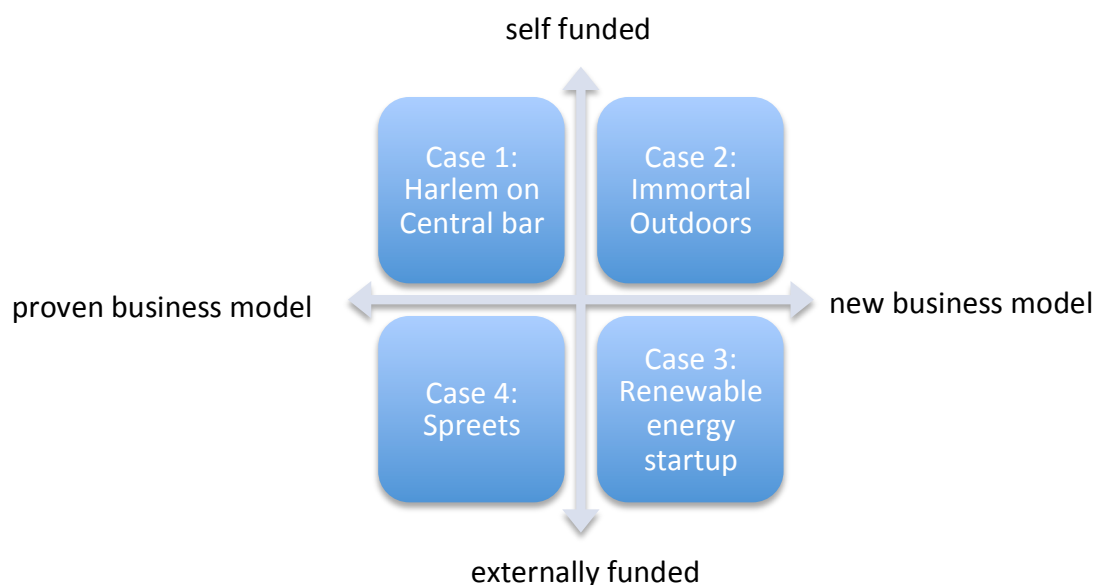 self funded
Case 1:
Harlem on
Central bar
Case 2:
Immortal
Outdoors
proven business model
new business model
Case 4:
Spreets
Case 3:
Renewable
energy
startup
externally funded